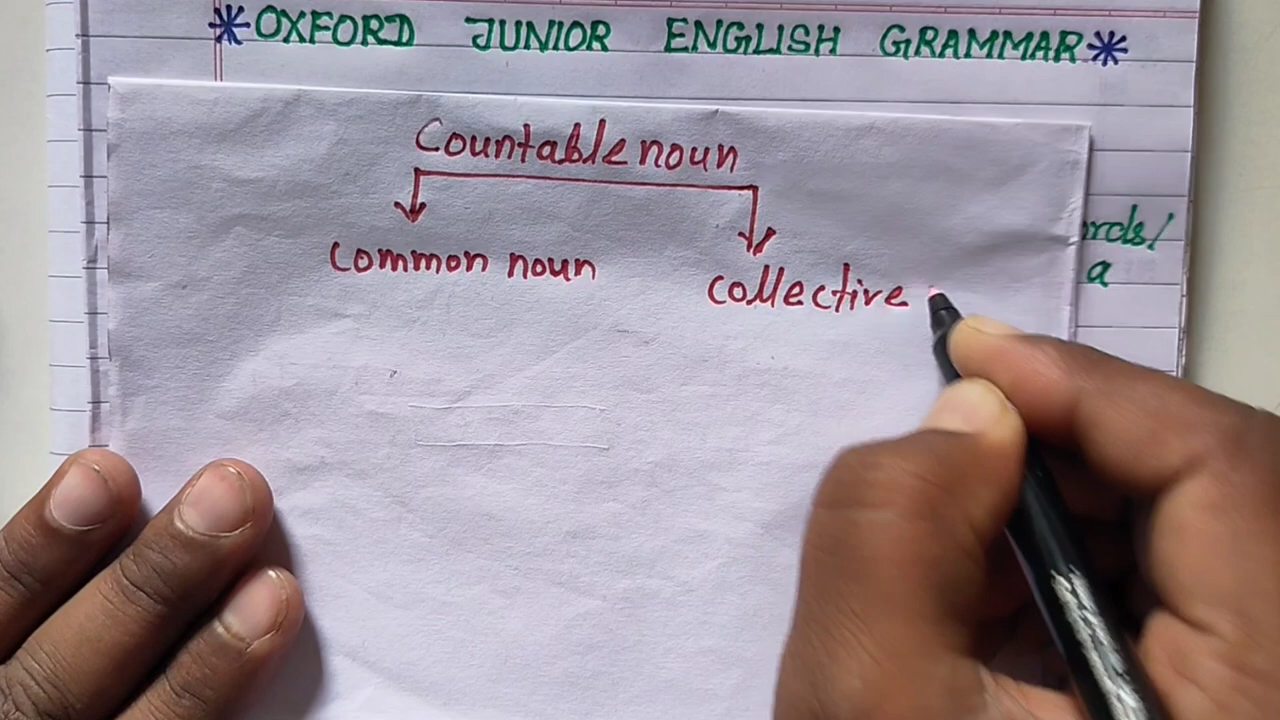 *OXFORD JUNIOR ENGLISH GRAMMAR*
Countable noun
common noun
collective
a